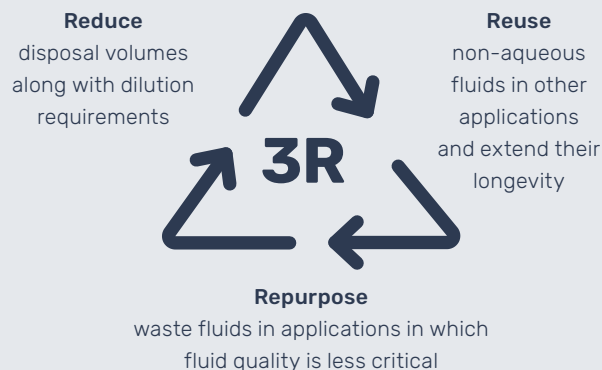 Reduce
disposal volumes
along with dilution
requirements
Reuse
non-aqueous
fluids in other
applications
and extend their
longevity
3R
Repurpose
waste fluids in applications in which
fluid quality is less critical